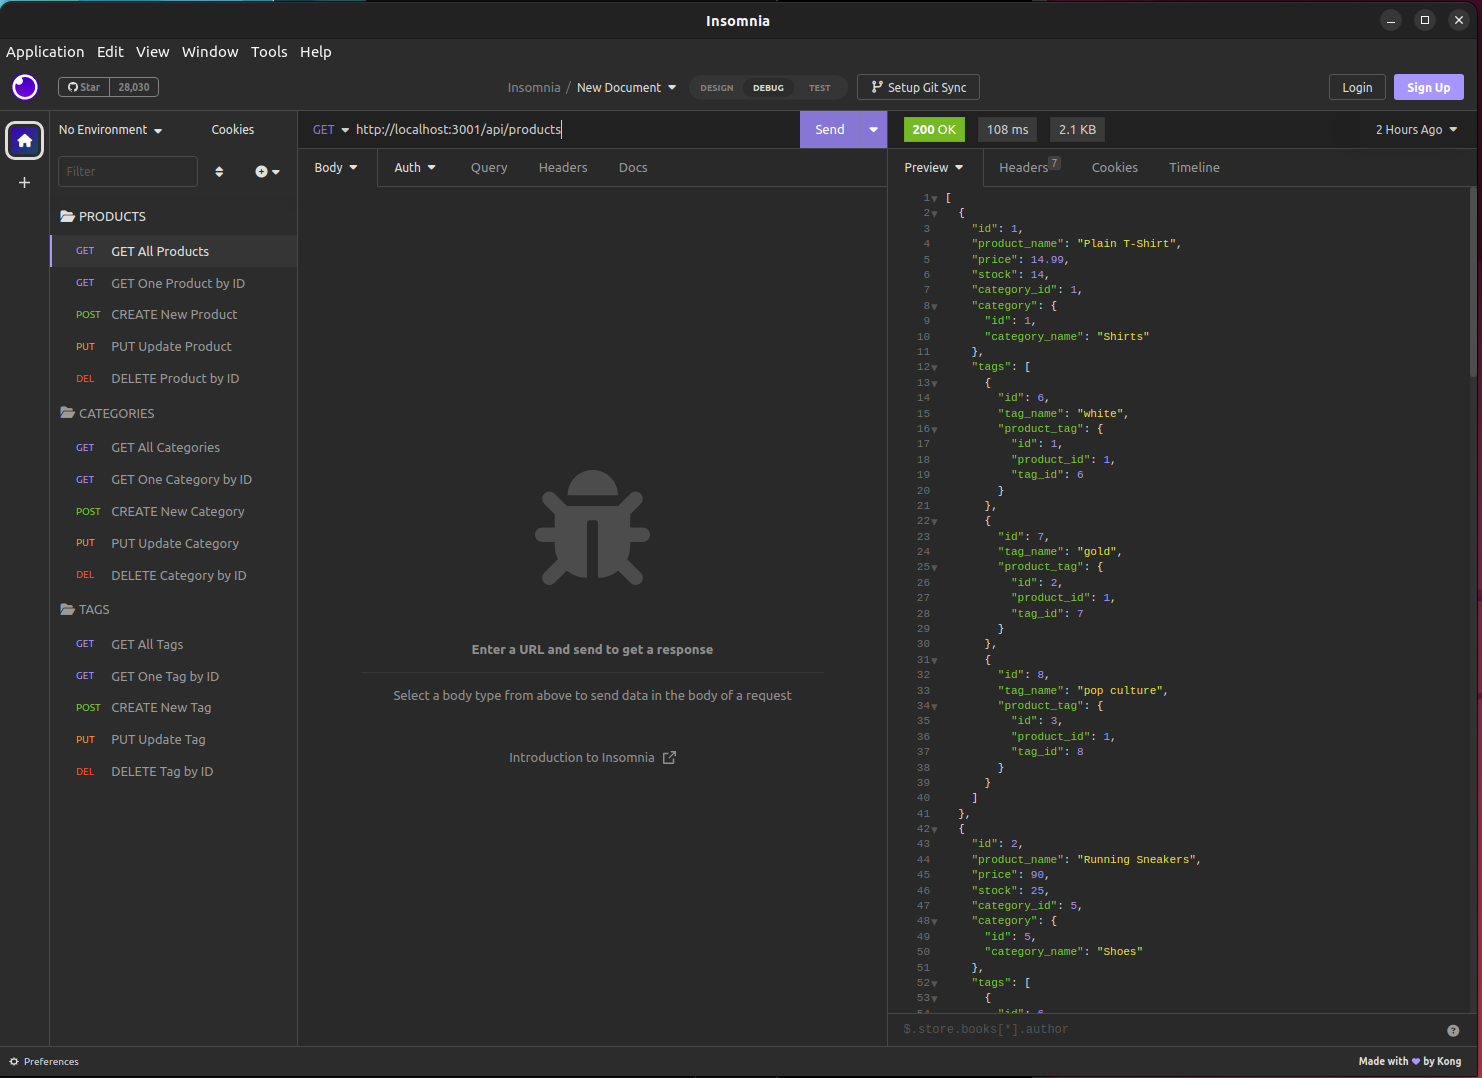 Insomnia
Application Edit View Window Tools Help
Star 28,030
Insomnia / New Document
DESIGN DEBUG TEST
Setup Git Sync
Login
Sign Up
No Environment
Cookies
Filter
PRODUCTS
GET GET All Products
GET GET One Product by ID
POST CREATE New Product
PUT PUT Update Product
DEL DELETE Product by ID
CATEGORIES
GET GET All Categories
GET GET One Category by ID
POST CREATE New Category
PUT PUT Update Category
DEL DELETE Category by ID
TAGS
GET GET All Tags
GET GET One Tag by ID
POST CREATE New Tag
PUT PUT Update Tag
DEL DELETE Tag by ID
GET http://localhost:3001/api/products
Send
Body Auth Query Headers Docs
Enter a URL and send to get a response
Select a body type from above to send data in the body of a request
Introduction to Insomnia
200 OK 108 ms 2.1 KB 2 Hours Ago
Preview Headers 7 Cookies Timeline
1 [
2 {
3 "id": 1,
4 "product_name": "Plain T-Shirt",
5 "price": 14.99,
6 "stock": 14,
7 "category_id": 1,
8 "category": {
9 "id": 1,
10 "category_name": "Shirts"
11 },
12 "tags": [
13 {
14 "id": 6,
15 "tag_name": "white",
16 "product_tag": {
17 "id": 1,
18 "product_id": 1,
19 "tag_id": 6
20 }
21 },
22 {
23 "id": 7,
24 "tag_name": "gold",
25 "product_tag": {
26 "id": 2,
27 "product_id": 1,
28 "tag_id": 7
29 }
30 },
31 {
32 "id": 8,
33 "tag_name": "pop culture",
34 "product_tag": {
35 "id": 3,
36 "product_id": 1,
37 "tag_id": 8
38 }
39 }
40 ]
41 },
42 {
43 "id": 2,
44 "product_name": "Running Sneakers",
45 "price": 90,
46 "stock": 25,
47 "category_id": 5,
48 "category": {
49 "id": 5,
50 "category_name": "Shoes"
51 },
52 "tags": [
53 {
$.store.books[*].author
Preferences
Made with ♥ by Kong